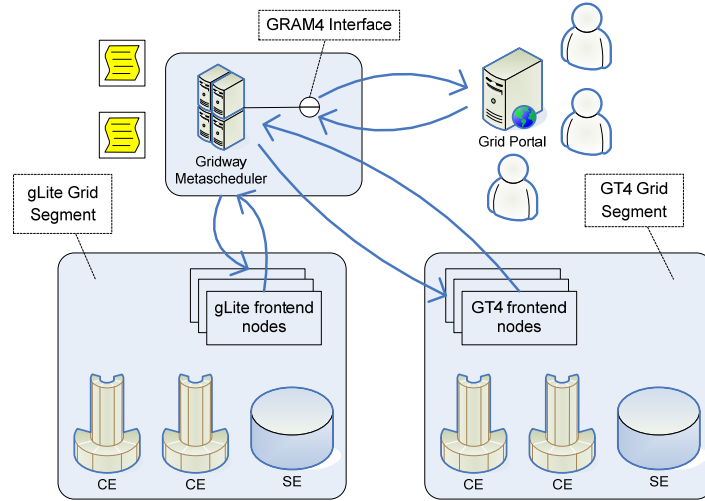 GRAM4 Interface
Gridway
Metascheduler
Grid Portal
gLite Grid
Segment
GT4 Grid
Segment
gLite frontend
nodes
GT4 frontend
nodes
CE
CE
SE
CE
CE
SE